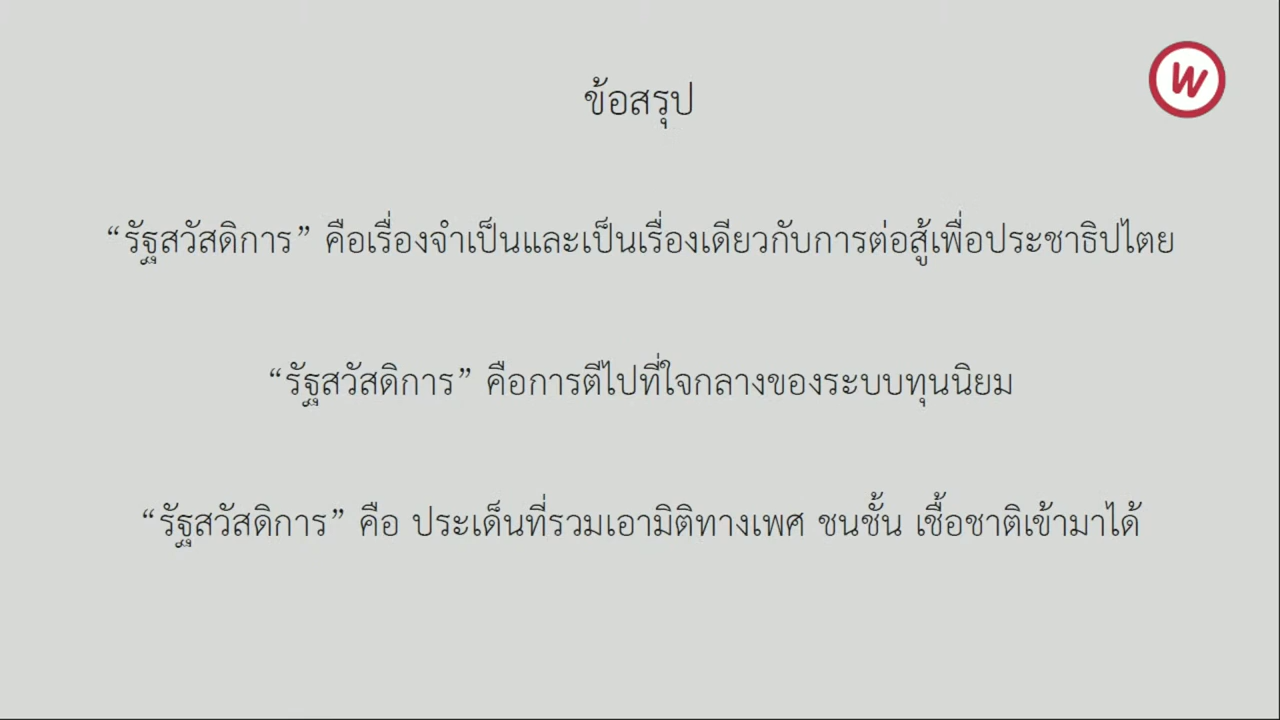 W
ข้อสรุป
“รัฐสวัสดิการ” คือเรื่องจำเป็นและเป็นเรื่องเดียวกับการต่อสู้เพื่อประชาธิปไตย
“รัฐสวัสดิการ” คือการตีไปที่ใจกลางของระบบทุนนิยม
“รัฐสวัสดิการ” คือ ประเด็นที่รวมเอามิติทางเพศ ชนชั้น เชื้อชาติเข้ามาได้